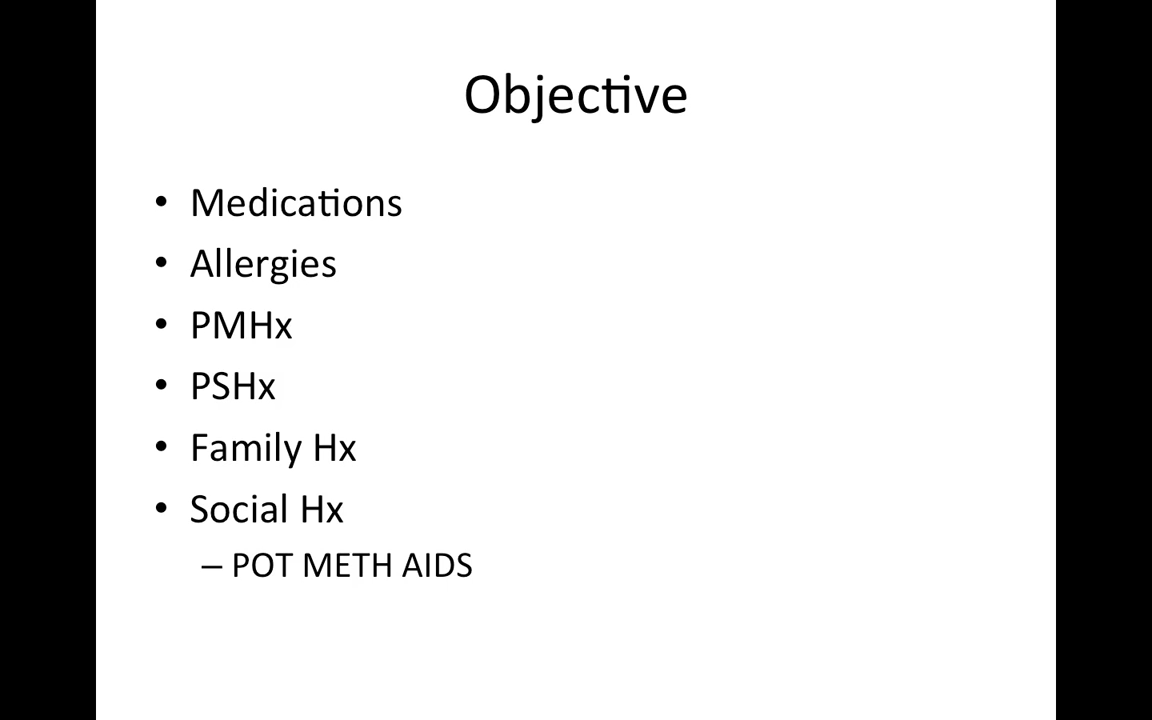 Objective
• Medications
• Allergies
• PMHx
• PSHx
• Family Hx
• Social Hx
– POT METH AIDS